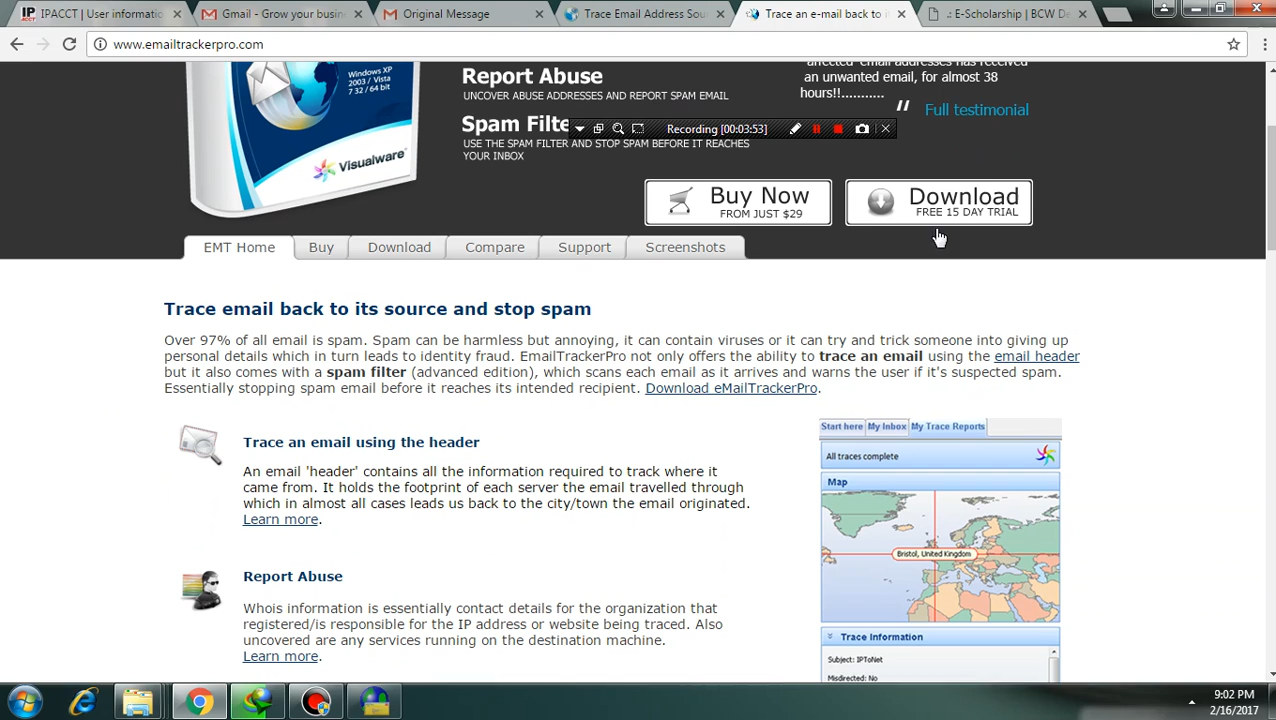 IPACCT | User informatio
Gmail - Grow your busin
Original Message
Trace Email Address Sou
Trace an e-mail back to i
.: E-Scholarship | BCW De
www.emailtrackerpro.com
Windows XP
2003 / Vista
7 32 / 64 bit
Visualware
Report Abuse
UNCOVER ABUSE ADDRESSES AND REPORT SPAM EMAIL
Spam Filte
USE THE SPAM FILTER AND STOP SPAM BEFORE IT REACHES
YOUR INBOX
affected email addresses has received
an unwanted email, for almost 38
hours!!...........
"
Full testimonial
Recording [00:03:53]
Buy Now
FROM JUST $29
Download
FREE 15 DAY TRIAL
EMT Home
Buy
Download
Compare
Support
Screenshots
Trace email back to its source and stop spam
Over 97% of all email is spam. Spam can be harmless but annoying, it can contain viruses or it can try and trick someone into giving up
personal details which in turn leads to identity fraud. EmailTrackerPro not only offers the ability to trace an email using the email header
but it also comes with a spam filter (advanced edition), which scans each email as it arrives and warns the user if it's suspected spam.
Essentially stopping spam email before it reaches its intended recipient. Download eMailTrackerPro.
Trace an email using the header
An email 'header' contains all the information required to track where it
came from. It holds the footprint of each server the email travelled through
which in almost all cases leads us back to the city/town the email originated.
Learn more.
Report Abuse
Whois information is essentially contact details for the organization that
registered/is responsible for the IP address or website being traced. Also
uncovered are any services running on the destination machine.
Learn more.
Start here
My Inbox
My Trace Reports
All traces complete
Map
Bristol, United Kingdom
Trace Information
Subject: IPToNet
Misdirected: No
9:02 PM
2/16/2017